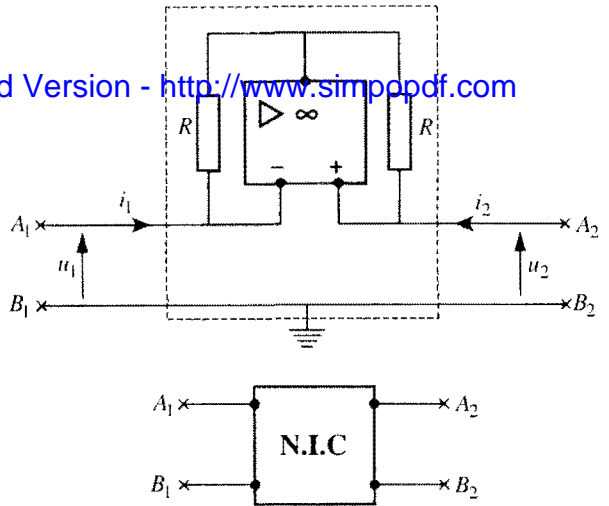 d Version - http://www.simpopdf.com
▷ ∞
R
R
- +
i₁
i₂
A₁
A₂
u₁
u₂
B₁
B₂
A₁
A₂
N.I.C
B₁
B₂